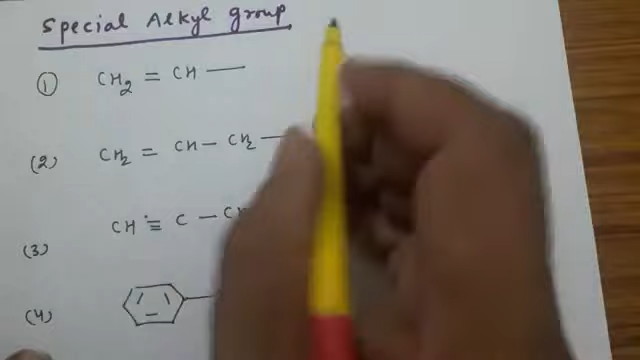 Special Alkyl group
① CH₂ = CH —
(2) CH₂ = CH — CH₂ —
(3) CH ≡ C —
(4)